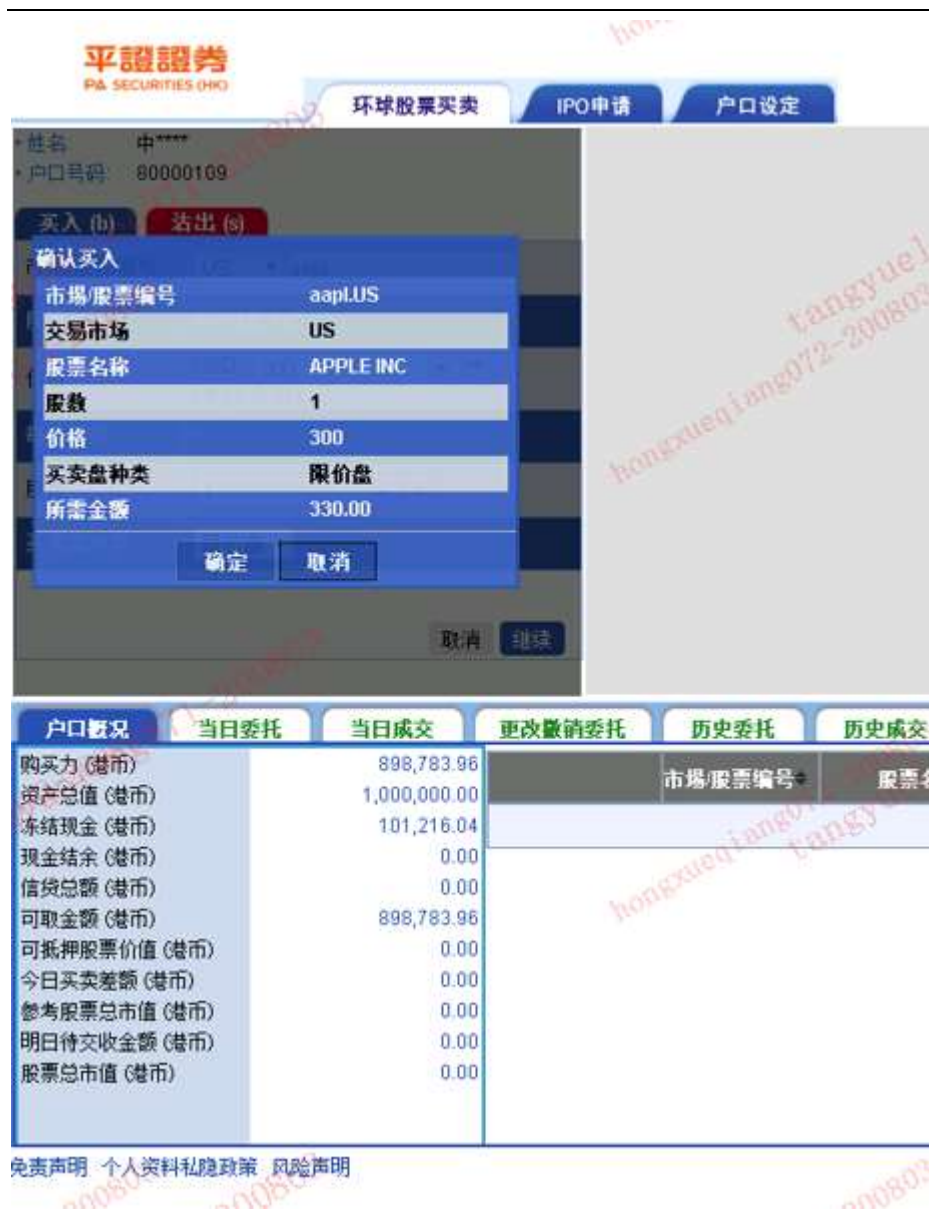 平證證券
PA SECURITIES (HK)
环球股票买卖 IPO申请 户口设定
姓名 中****
户口号码 80000109
买入 (b) 沽出 (s)
确认买入
市場/股票编号 aapl.US
交易市场 US
股票名称 APPLE INC
股数 1
价格 300
买卖盘种类 限价盘
所需金额 330.00
确定 取消
取消 继续
户口概况 当日委托 当日成交 更改撤销委托 历史委托 历史成交
购买力 (港币) 898,783.96
市場/股票编号 股票名
资产总值 (港币) 1,000,000.00
冻结现金 (港币) 101,216.04
现金结余 (港币) 0.00
信贷总额 (港币) 0.00
可取金额 (港币) 898,783.96
可抵押股票价值 (港币) 0.00
今日买卖差额 (港币) 0.00
参考股票总市值 (港币) 0.00
明日待交收金额 (港币) 0.00
股票总市值 (港币) 0.00
免责声明 个人资料私隐政策 风险声明
hongxueqiang072-200803